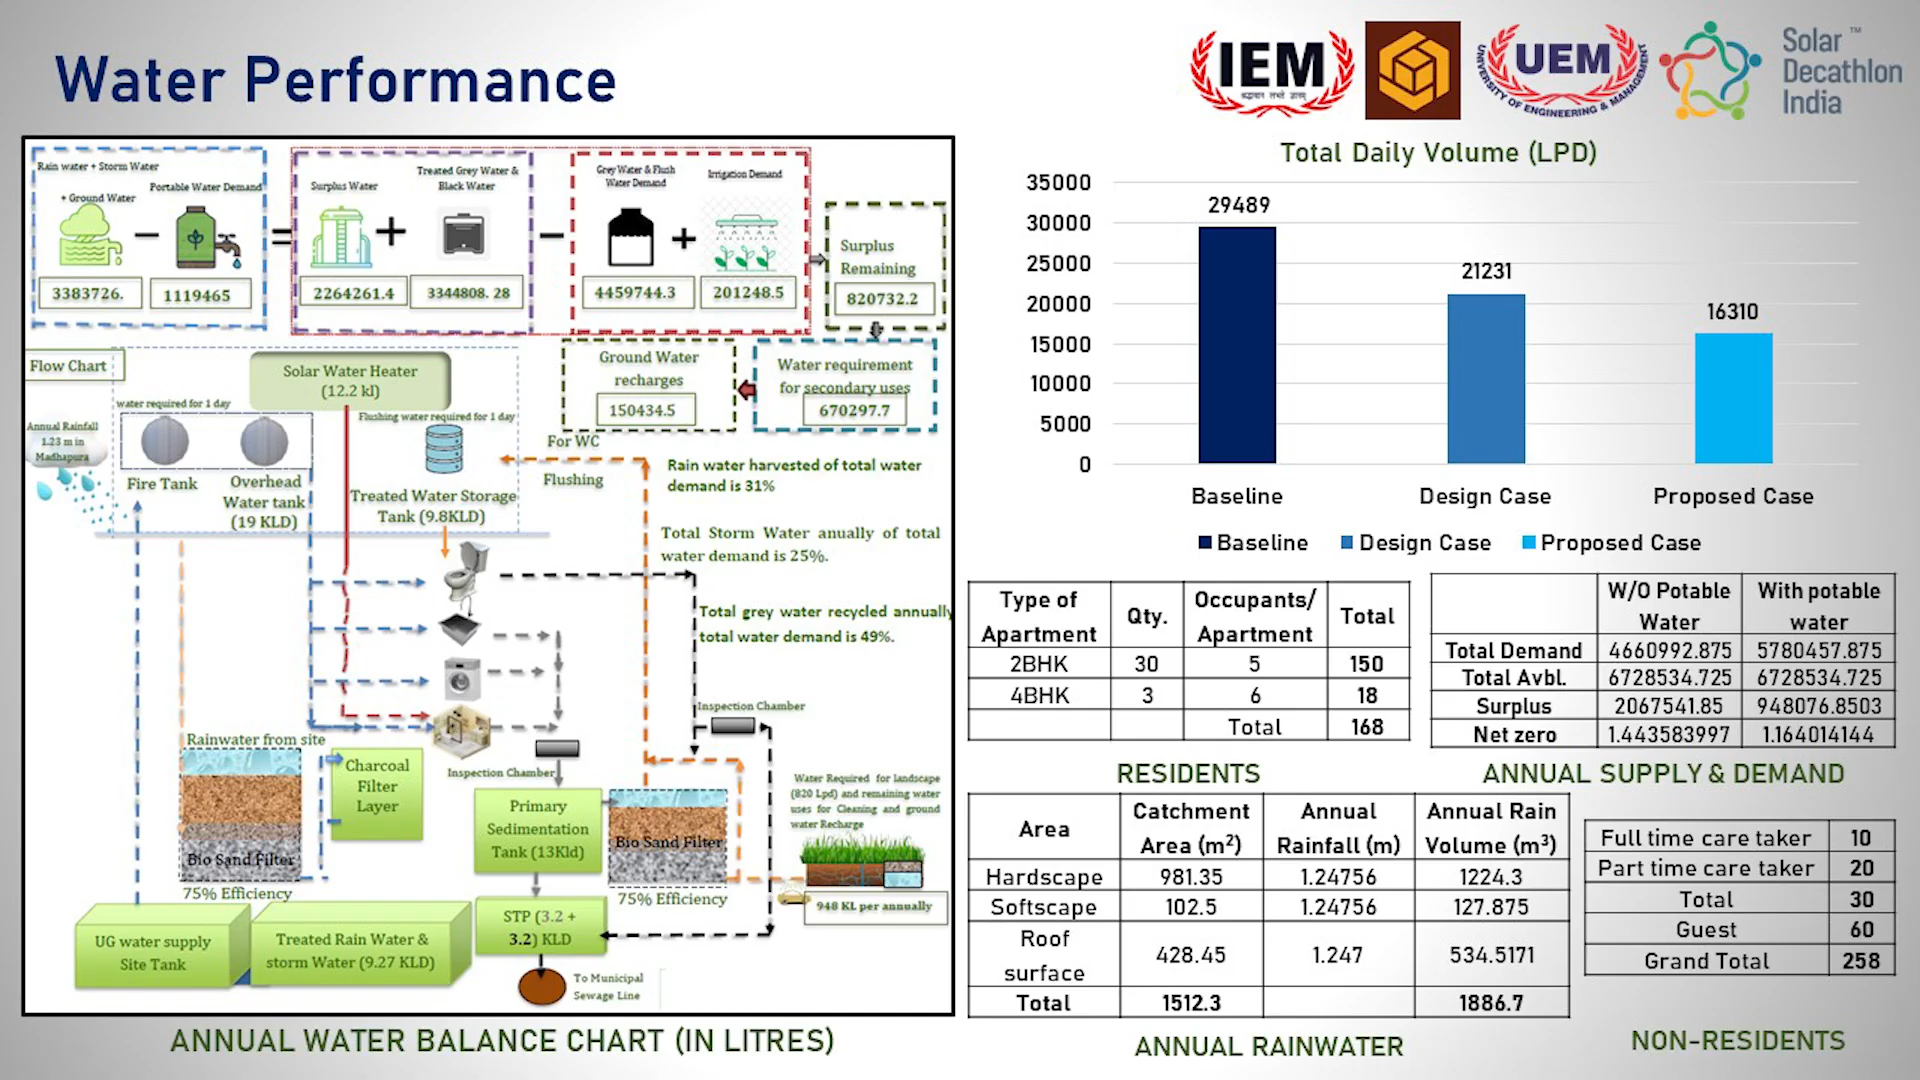 Water Performance
IEM
UEM
UNIVERSITY OF ENGINEERING & MANAGEMENT
Solar ™
Decathlon
India
Rain water + Storm Water
+ Ground Water
Portable Water Demand
3383726.
1119465
Surplus Water
Treated Grey Water &
Black Water
2264261.4
3344808. 28
Grey Water & Flush
Water Demand
Irrigation Demand
4459744.3
201248.5
Surplus
Remaining
820732.2
Ground Water
recharges
150434.5
Water requirement
for secondary uses
670297.7
Flow Chart
Solar Water Heater
(12.2 kl)
water required for 1 day
Flushing water required for 1 day
Annual Rainfall
1.23 m in
Madhapura
Fire Tank
Overhead
Water tank
(19 KLD)
Treated Water Storage
Tank (9.8KLD)
For WC
Flushing
Rain water harvested of total water
demand is 31%
Total Storm Water anually of total
water demand is 25%.
Total grey water recycled annually
total water demand is 49%.
Inspection Chamber
Rainwater from site
Charcoal
Filter
Layer
Bio Sand Filter
75% Efficiency
Inspection Chamber
Primary
Sedimentation
Tank (13Kld)
Bio Sand Filter
75% Efficiency
Water Required for landscape
(820 Lpd) and remaining water
uses for Cleaning and ground
water Recharge
948 KL per annually
UG water supply
Site Tank
Treated Rain Water &
storm Water (9.27 KLD)
STP (3.2 +
3.2) KLD
To Municipal
Sewage Line
ANNUAL WATER BALANCE CHART (IN LITRES)
Total Daily Volume (LPD)
35000
30000
25000
20000
15000
10000
5000
0
29489
21231
16310
Baseline Design Case Proposed Case
Baseline Design Case Proposed Case
Type of Apartment Qty. Occupants/ Apartment Total
2BHK 30 5 150
4BHK 3 6 18
Total 168
RESIDENTS
W/O Potable Water With potable water
Total Demand 4660992.875 5780457.875
Total Avbl. 6728534.725 6728534.725
Surplus 2067541.85 948076.8503
Net zero 1.443583997 1.164014144
ANNUAL SUPPLY & DEMAND
Area Catchment Area (m²) Annual Rainfall (m) Annual Rain Volume (m³)
Hardscape 981.35 1.24756 1224.3
Softscape 102.5 1.24756 127.875
Roof surface 428.45 1.247 534.5171
Total 1512.3 1886.7
ANNUAL RAINWATER
Full time care taker 10
Part time care taker 20
Total 30
Guest 60
Grand Total 258
NON-RESIDENTS